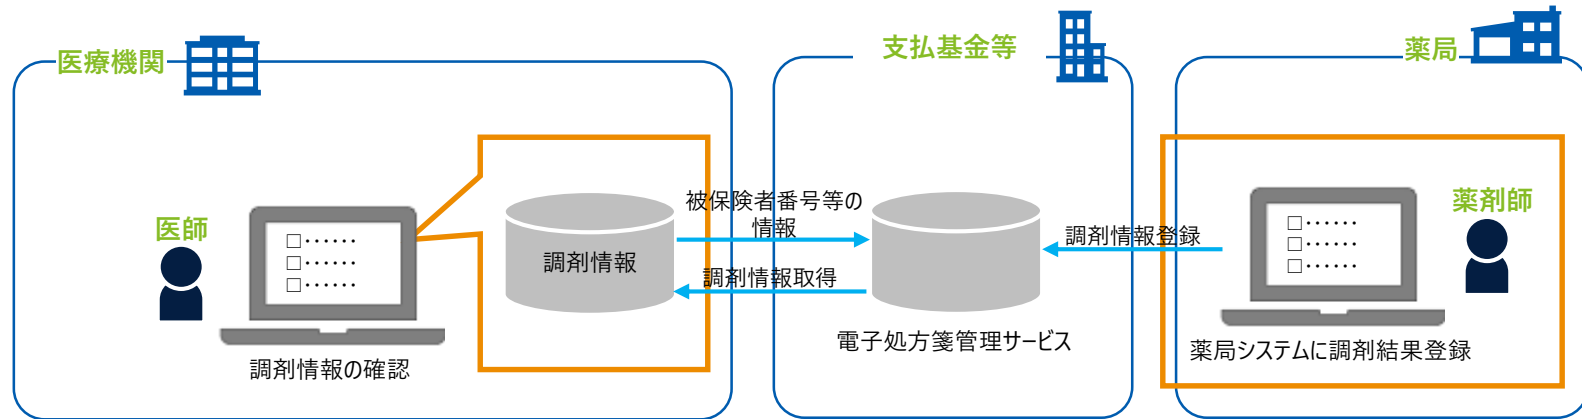 医療機関
支払基金等
薬局
医師
□‥‥‥
□‥‥‥
□‥‥‥
調剤情報の確認
調剤情報
被保険者番号等の
情報
調剤情報取得
電子処方箋管理サービス
調剤情報登録
□‥‥‥
□‥‥‥
□‥‥‥
薬剤師
薬局システムに調剤結果登録